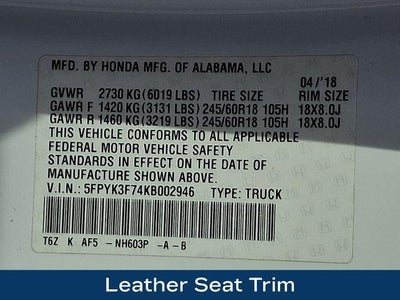 MFD. BY HONDA MFG. OF ALABAMA, LLC
04/'18
GVWR 2730 KG(6019 LBS) TIRE SIZE RIM SIZE
GAWR F 1420 KG(3131 LBS)245/60R18 105H 18X8.0J
GAWR R 1460 KG(3219 LBS)245/60R18 105H 18X8.0J
THIS VEHICLE CONFORMS TO ALL APPLICABLE
FEDERAL MOTOR VEHICLE SAFETY AND
THEFT PREVENTION STANDARDS IN
EFFECT ON THE DATE OF
MANUFACTURE SHOWN ABOVE.
V.I.N: 5FPYK3F74KB002946 TYPE: TRUCK
T6Z K AF5 -NH603P -A-B
Leather Seat Trim